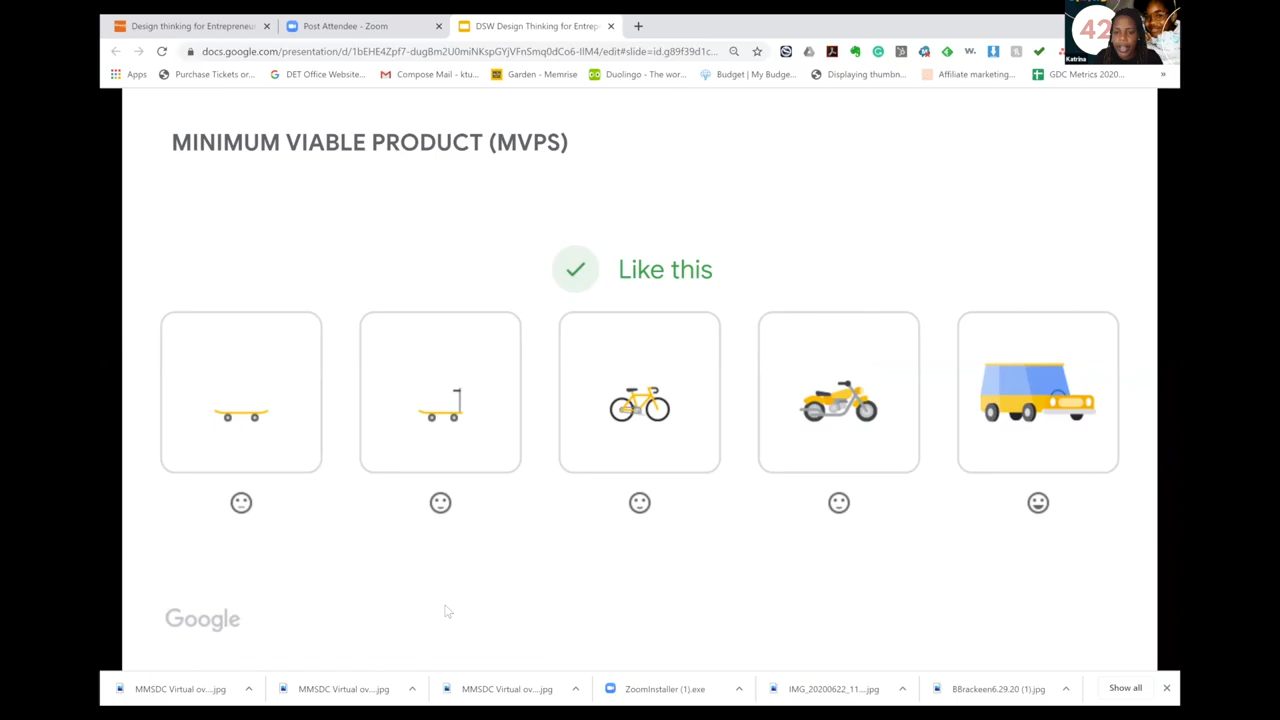 Design thinking for Entrepreneu
Post Attendee - Zoom
DSW Design Thinking for Entrep
42
Katrina
docs.google.com/presentation/d/1bEHE4Zpf7-dugBm2U0miNKspGYjVFnSmq0dCo6-IIM4/edit#slide=id.g89f39d1c...
Apps
Purchase Tickets or...
DET Office Website...
Compose Mail - ktu...
Garden - Memrise
Duolingo - The wor...
Budget | My Budge...
Displaying thumbn...
Affiliate marketing...
GDC Metrics 2020...
»
MINIMUM VIABLE PRODUCT (MVPS)
Like this
Google
MMSDC Virtual ov....jpg
MMSDC Virtual ov....jpg
MMSDC Virtual ov....jpg
ZoomInstaller (1).exe
IMG_20200622_11....jpg
BBrackeen6.29.20 (1).jpg
Show all